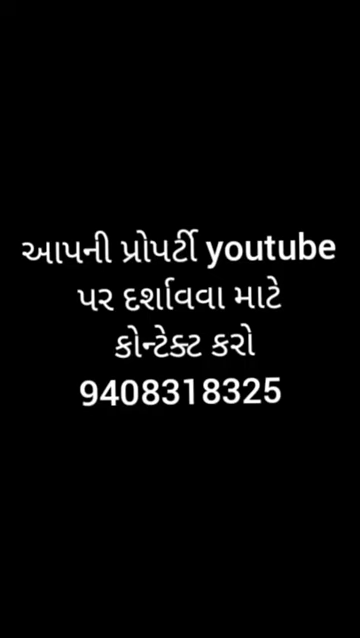 આપની પ્રોપર્ટી youtube
પર દર્શાવવા માટે
કોન્ટેક્ટ કરો
9408318325